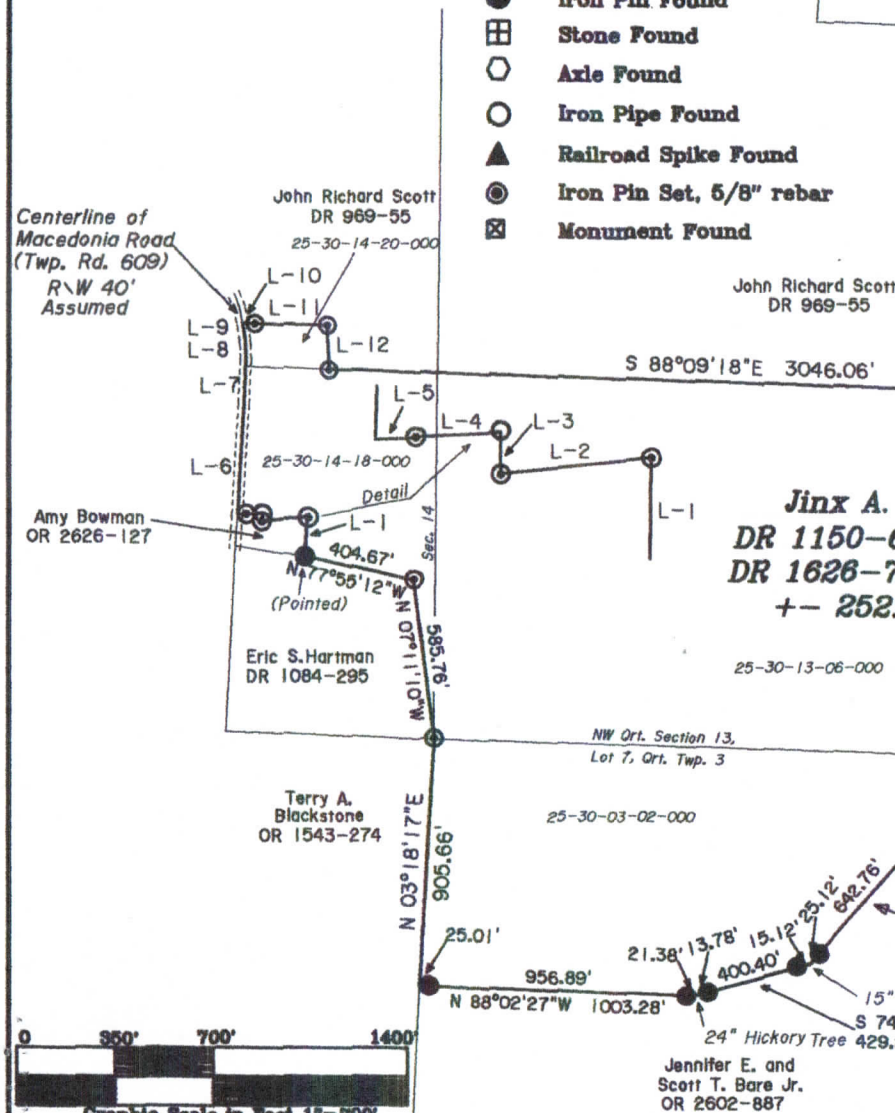 Iron Pin Found
Stone Found
Axle Found
Iron Pipe Found
Railroad Spike Found
Iron Pin Set, 5/8" rebar
Monument Found
John Richard Scott
DR 969-55
25-30-14-20-000
Centerline of
Macedonia Road
(Twp. Rd. 609)
R\W 40'
Assumed
L-10
L-11
L-9
L-8
L-12
L-7
John Richard Scott
DR 969-55
S 88°09'18"E 3046.06'
L-5
L-4
L-3
L-2
L-6
25-30-14-18-000
Detail
L-1
L-1
Sec. 14
Amy Bowman
OR 2626-127
404.67'
N 77°55'12"W
(Pointed)
Jinx A.
DR 1150-
DR 1626-7
+- 252.
25-30-13-06-000
N 07°11'10"W
585.76'
Eric S.Hartman
DR 1084-295
NW Qrt. Section 13,
Lot 7, Qrt. Twp. 3
25-30-03-02-000
Terry A.
Blackstone
OR 1543-274
N 03°18'17"E
905.66'
25.01'
956.89'
N 88°02'27"W 1003.28'
21.38'
13.78'
15.12'
25.12'
642.76'
400.40'
15"
S 74
429.
24" Hickory Tree
Jennifer E. and
Scott T. Bare Jr.
OR 2602-887
0 350' 700' 1400'
Graphic Scale in Feet